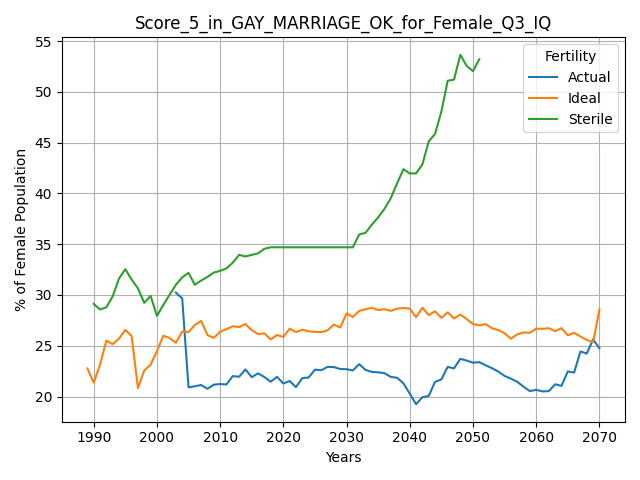 Score_5_in_GAY_MARRIAGE_OK_for_Female_Q3_IQ
% of Female Population
55
50
45
40
35
30
25
20
Fertility
Actual
Ideal
Sterile
1990 2000 2010 2020 2030 2040 2050 2060 2070
Years